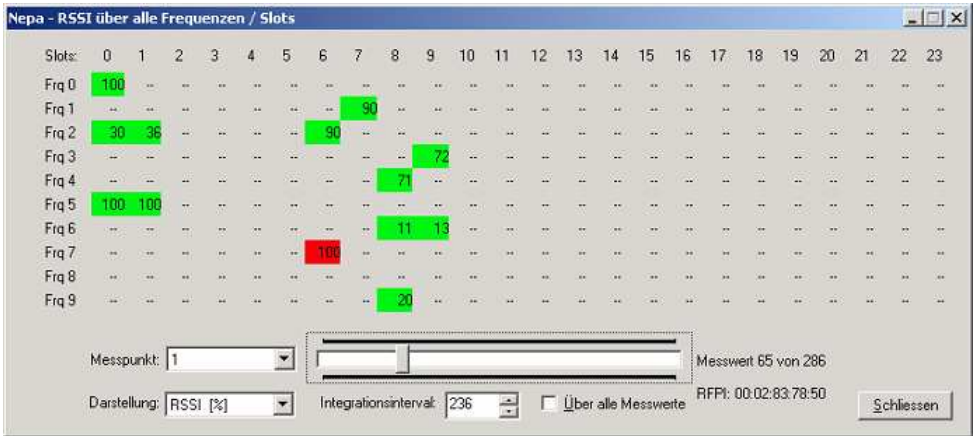 Nepa - RSSI über alle Frequenzen / Slots
Slots: 0 1 2 3 4 5 6 7 8 9 10 11 12 13 14 15 16 17 18 19 20 21 22 23
Frq 0 100 -- -- -- -- -- -- -- -- -- -- -- -- -- -- -- -- -- -- -- -- -- -- --
Frq 1 -- -- -- -- -- -- -- 90 -- -- -- -- -- -- -- -- -- -- -- -- -- -- -- --
Frq 2 30 36 -- -- -- -- 90 -- -- -- -- -- -- -- -- -- -- -- -- -- -- -- -- --
Frq 3 -- -- -- -- -- -- -- -- -- 72 -- -- -- -- -- -- -- -- -- -- -- -- -- --
Frq 4 -- -- -- -- -- -- -- -- 71 -- -- -- -- -- -- -- -- -- -- -- -- -- -- --
Frq 5 100 100 -- -- -- -- -- -- -- -- -- -- -- -- -- -- -- -- -- -- -- -- -- --
Frq 6 -- -- -- -- -- -- -- -- 11 13 -- -- -- -- -- -- -- -- -- -- -- -- -- --
Frq 7 -- -- -- -- -- -- 100 -- -- -- -- -- -- -- -- -- -- -- -- -- -- -- -- --
Frq 8 -- -- -- -- -- -- -- -- -- -- -- -- -- -- -- -- -- -- -- -- -- -- -- --
Frq 9 -- -- -- -- -- -- -- -- 20 -- -- -- -- -- -- -- -- -- -- -- -- -- -- --
Messpunkt: 1
Messwert 65 von 286
Darstellung: RSSI [%]
Integrationsinterval: 236
Über alle Messwerte
RFPI: 00:02:83:78:50
Schliessen